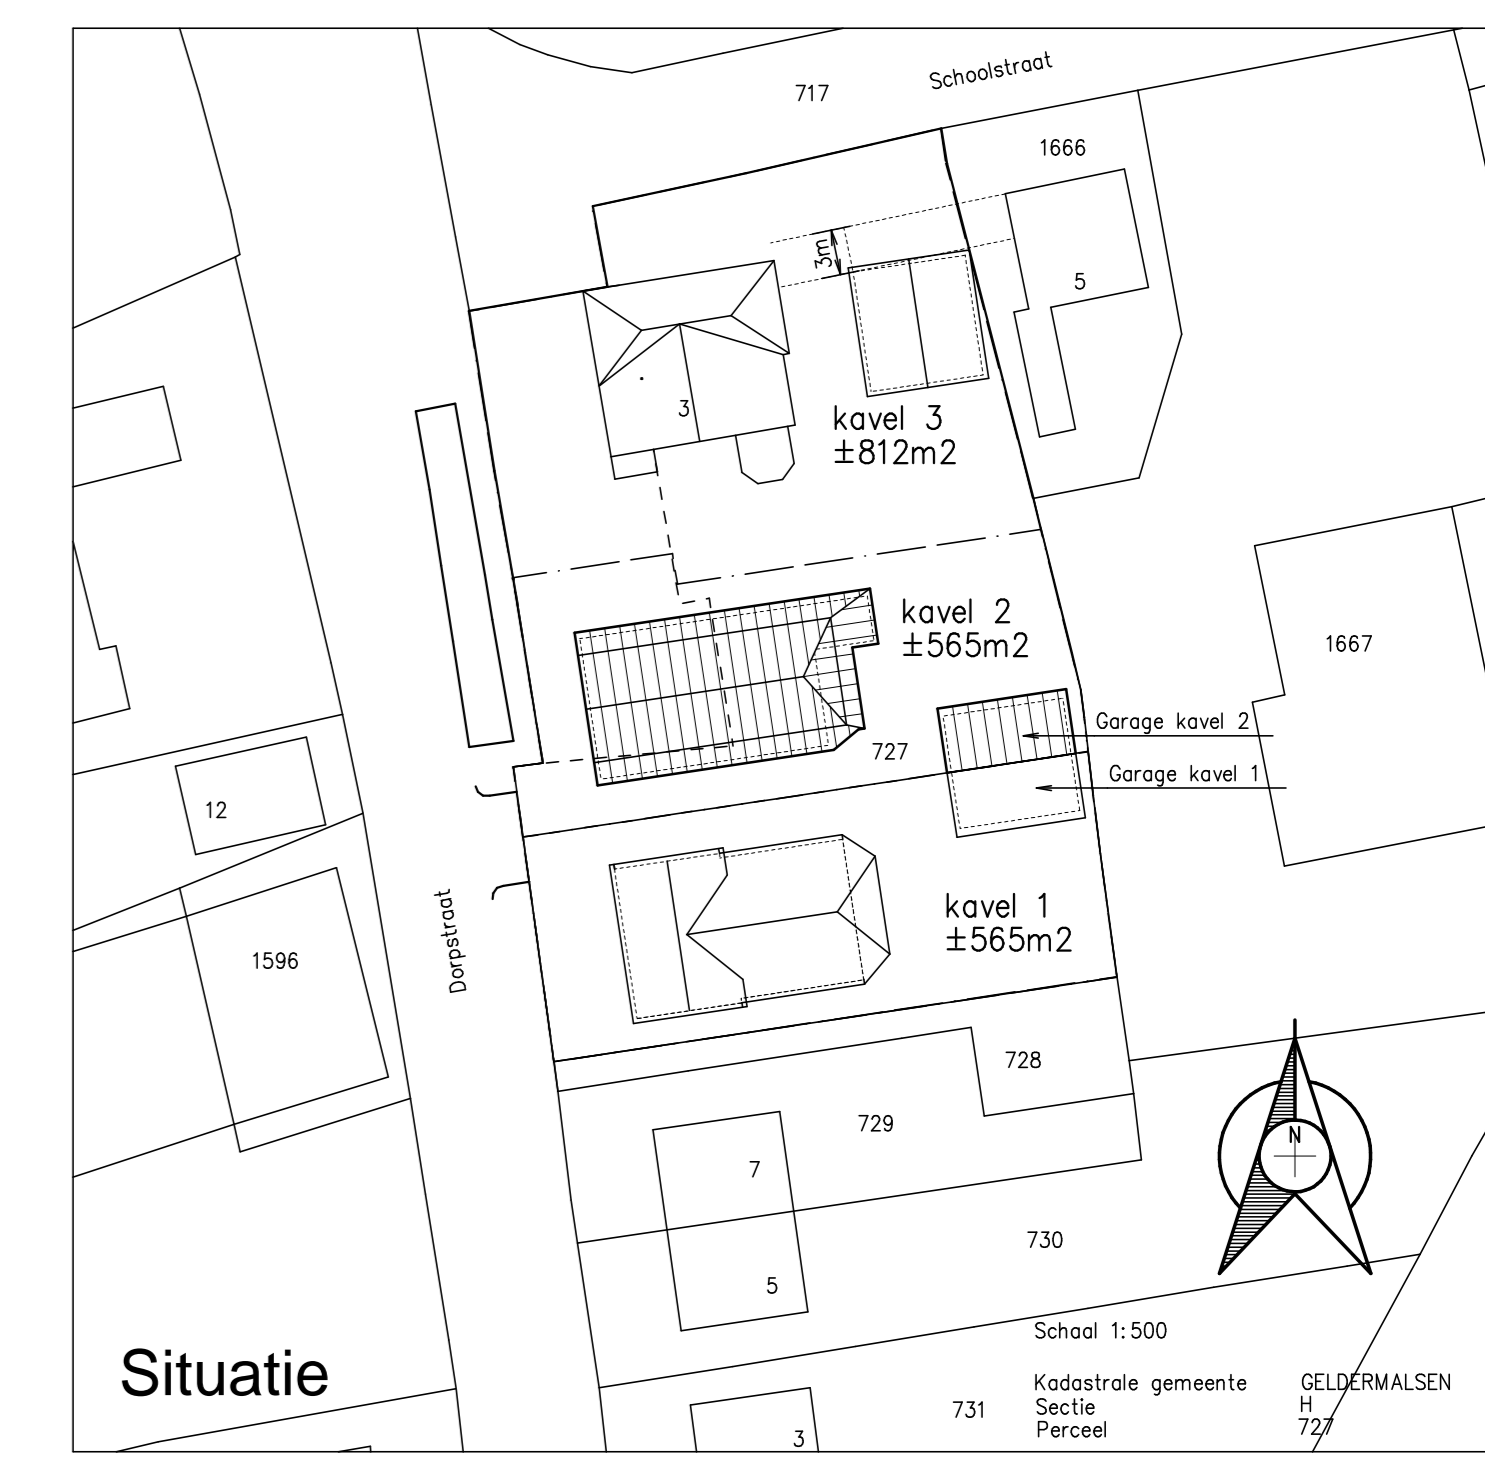 Schoolstraat
717
1666
3m
5
3
kavel 3
±812m2
kavel 2
±565m2
1667
Garage kavel 2
727
Garage kavel 1
12
Dorpstraat
kavel 1
±565m2
1596
728
729
N
7
730
5
Schaal 1:500
Situatie
Kadastrale gemeente GELDERMALSEN
Sectie H
Perceel 727
731
3